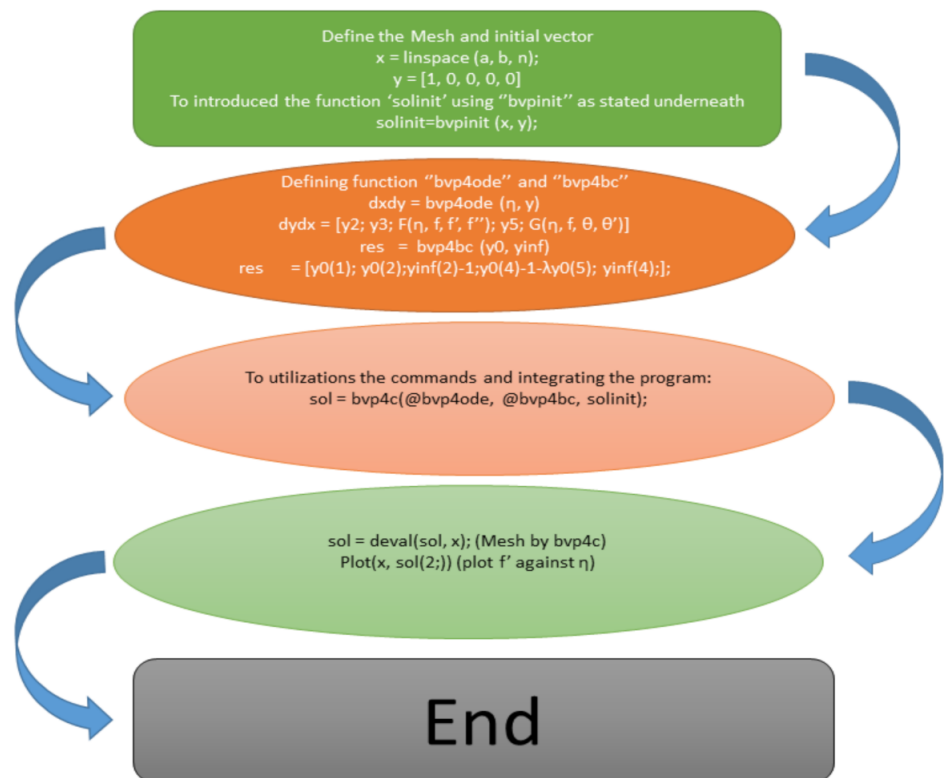 Define the Mesh and initial vector
x = linspace (a, b, n);
y = [1, 0, 0, 0, 0]
To introduced the function ‘solinit’ using ‘’bvpinit’’ as stated underneath
solinit=bvpinit (x, y);
Defining function ‘’bvp4ode’’ and ‘’bvp4bc’’
dxdy = bvp4ode (η, y)
dydx = [y2; y3; F(η, f, f’, f’’); y5; G(η, f, θ, θ’)]
res = bvp4bc (y0, yinf)
res = [y0(1); y0(2);yinf(2)-1;y0(4)-1-λy0(5); yinf(4);];
To utilizations the commands and integrating the program:
sol = bvp4c(@bvp4ode, @bvp4bc, solinit);
sol = deval(sol, x); (Mesh by bvp4c)
Plot(x, sol(2;)) (plot f’ against η)
End